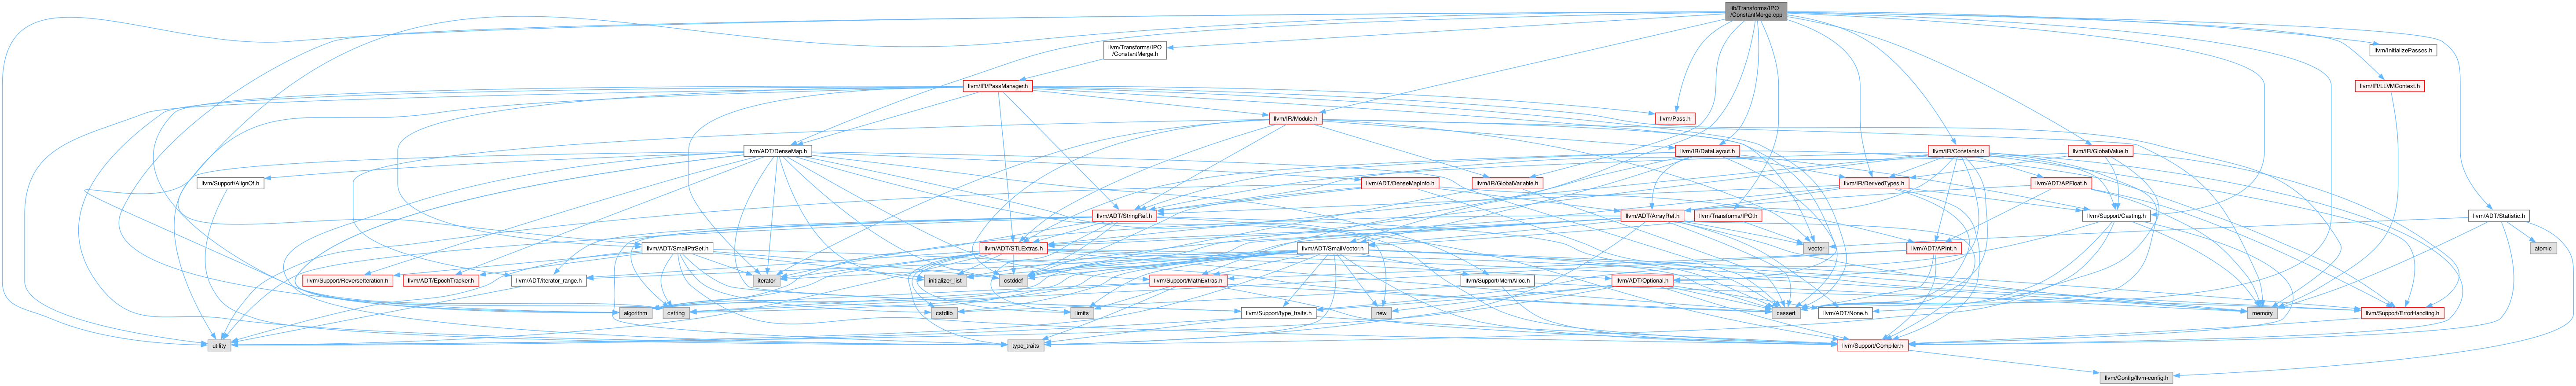 lib/Transforms/IPO
/ConstantMerge.cpp
llvm/Transforms/IPO
/ConstantMerge.h
llvm/InitializePasses.h
llvm/IR/PassManager.h
llvm/IR/LLVMContext.h
llvm/IR/Module.h
llvm/Pass.h
llvm/ADT/DenseMap.h
llvm/IR/DataLayout.h
llvm/IR/Constants.h
llvm/IR/GlobalValue.h
llvm/Support/AlignOf.h
llvm/ADT/DenseMapInfo.h
llvm/IR/GlobalVariable.h
llvm/IR/DerivedTypes.h
llvm/ADT/APFloat.h
llvm/ADT/StringRef.h
llvm/ADT/ArrayRef.h
llvm/Transforms/IPO.h
llvm/Support/Casting.h
llvm/ADT/Statistic.h
llvm/ADT/SmallPtrSet.h
llvm/ADT/STLExtras.h
llvm/ADT/SmallVector.h
vector
llvm/ADT/APInt.h
atomic
llvm/Support/ReverseIteration.h
llvm/ADT/EpochTracker.h
llvm/ADT/iterator_range.h
iterator
initializer_list
cstddef
llvm/Support/MathExtras.h
llvm/Support/MemAlloc.h
llvm/ADT/Optional.h
algorithm
cstring
cstdlib
limits
llvm/Support/type_traits.h
new
cassert
llvm/ADT/None.h
memory
llvm/Support/ErrorHandling.h
utility
type_traits
llvm/Support/Compiler.h
llvm/Config/llvm-config.h